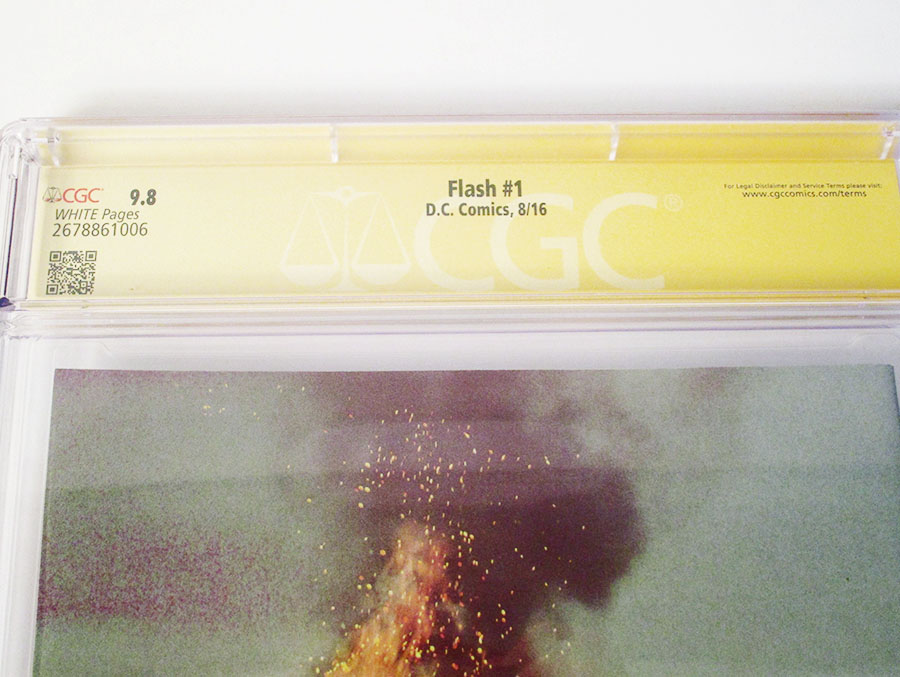 CGC 9.8
WHITE Pages
2678861006
Flash #1
D.C. Comics, 8/16
For Legal Disclaimer and Service Terms please visit:
www.cgccomics.com/terms
CGC®